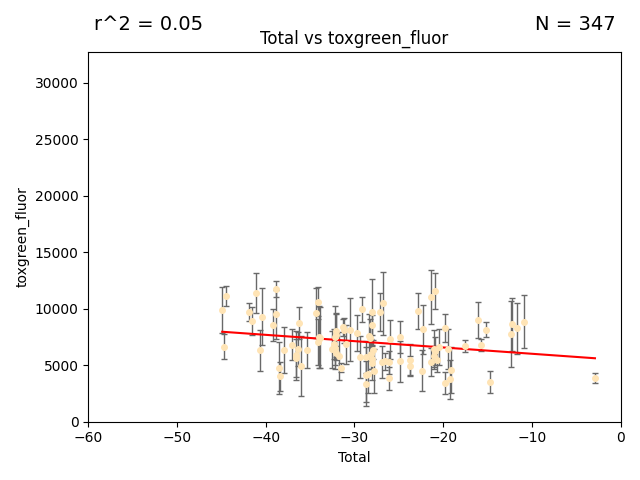 r^2 = 0.05
N = 347
Total vs toxgreen_fluor
30000
25000
20000
15000
10000
5000
0
toxgreen_fluor
−60
−50
−40
−30
−20
−10
0
Total